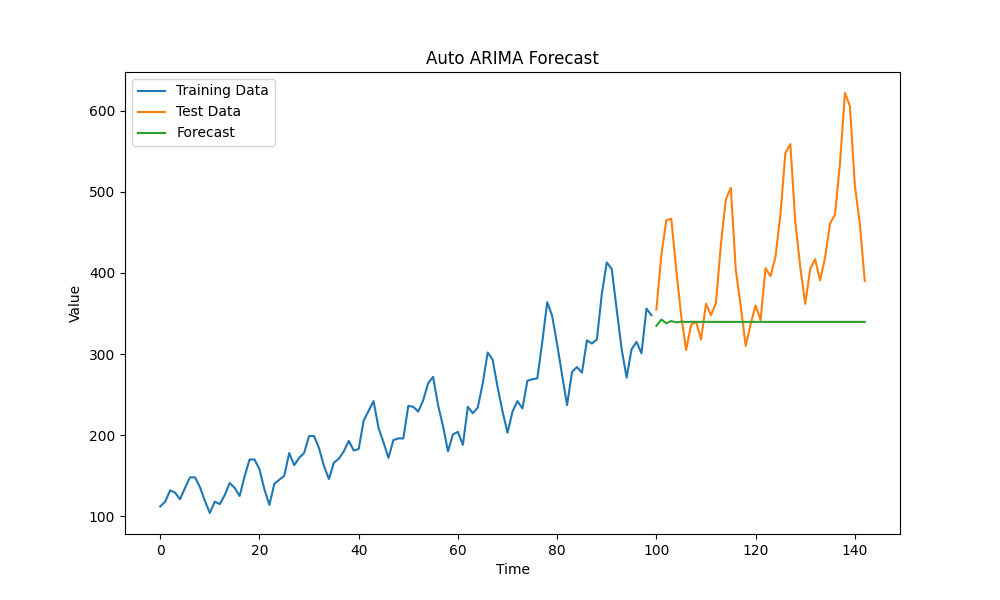 Auto ARIMA Forecast
Training Data
Test Data
Forecast
600
500
400
300
200
100
Value
0 20 40 60 80 100 120 140
Time